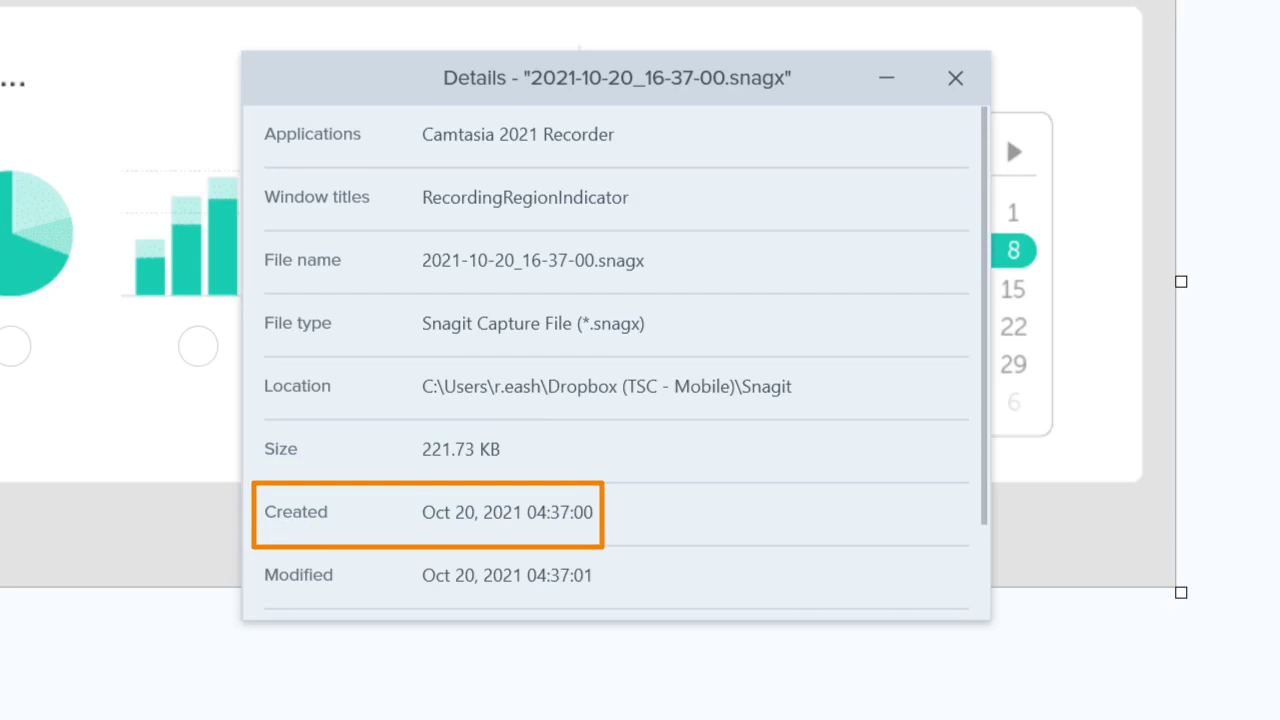 ...
Details - "2021-10-20_16-37-00.snagx"
Applications Camtasia 2021 Recorder
Window titles RecordingRegionIndicator
File name 2021-10-20_16-37-00.snagx
File type Snagit Capture File (*.snagx)
Location C:\Users\r.eash\Dropbox (TSC - Mobile)\Snagit
Size 221.73 KB
Created Oct 20, 2021 04:37:00
Modified Oct 20, 2021 04:37:01
1
8
15
22
29
6